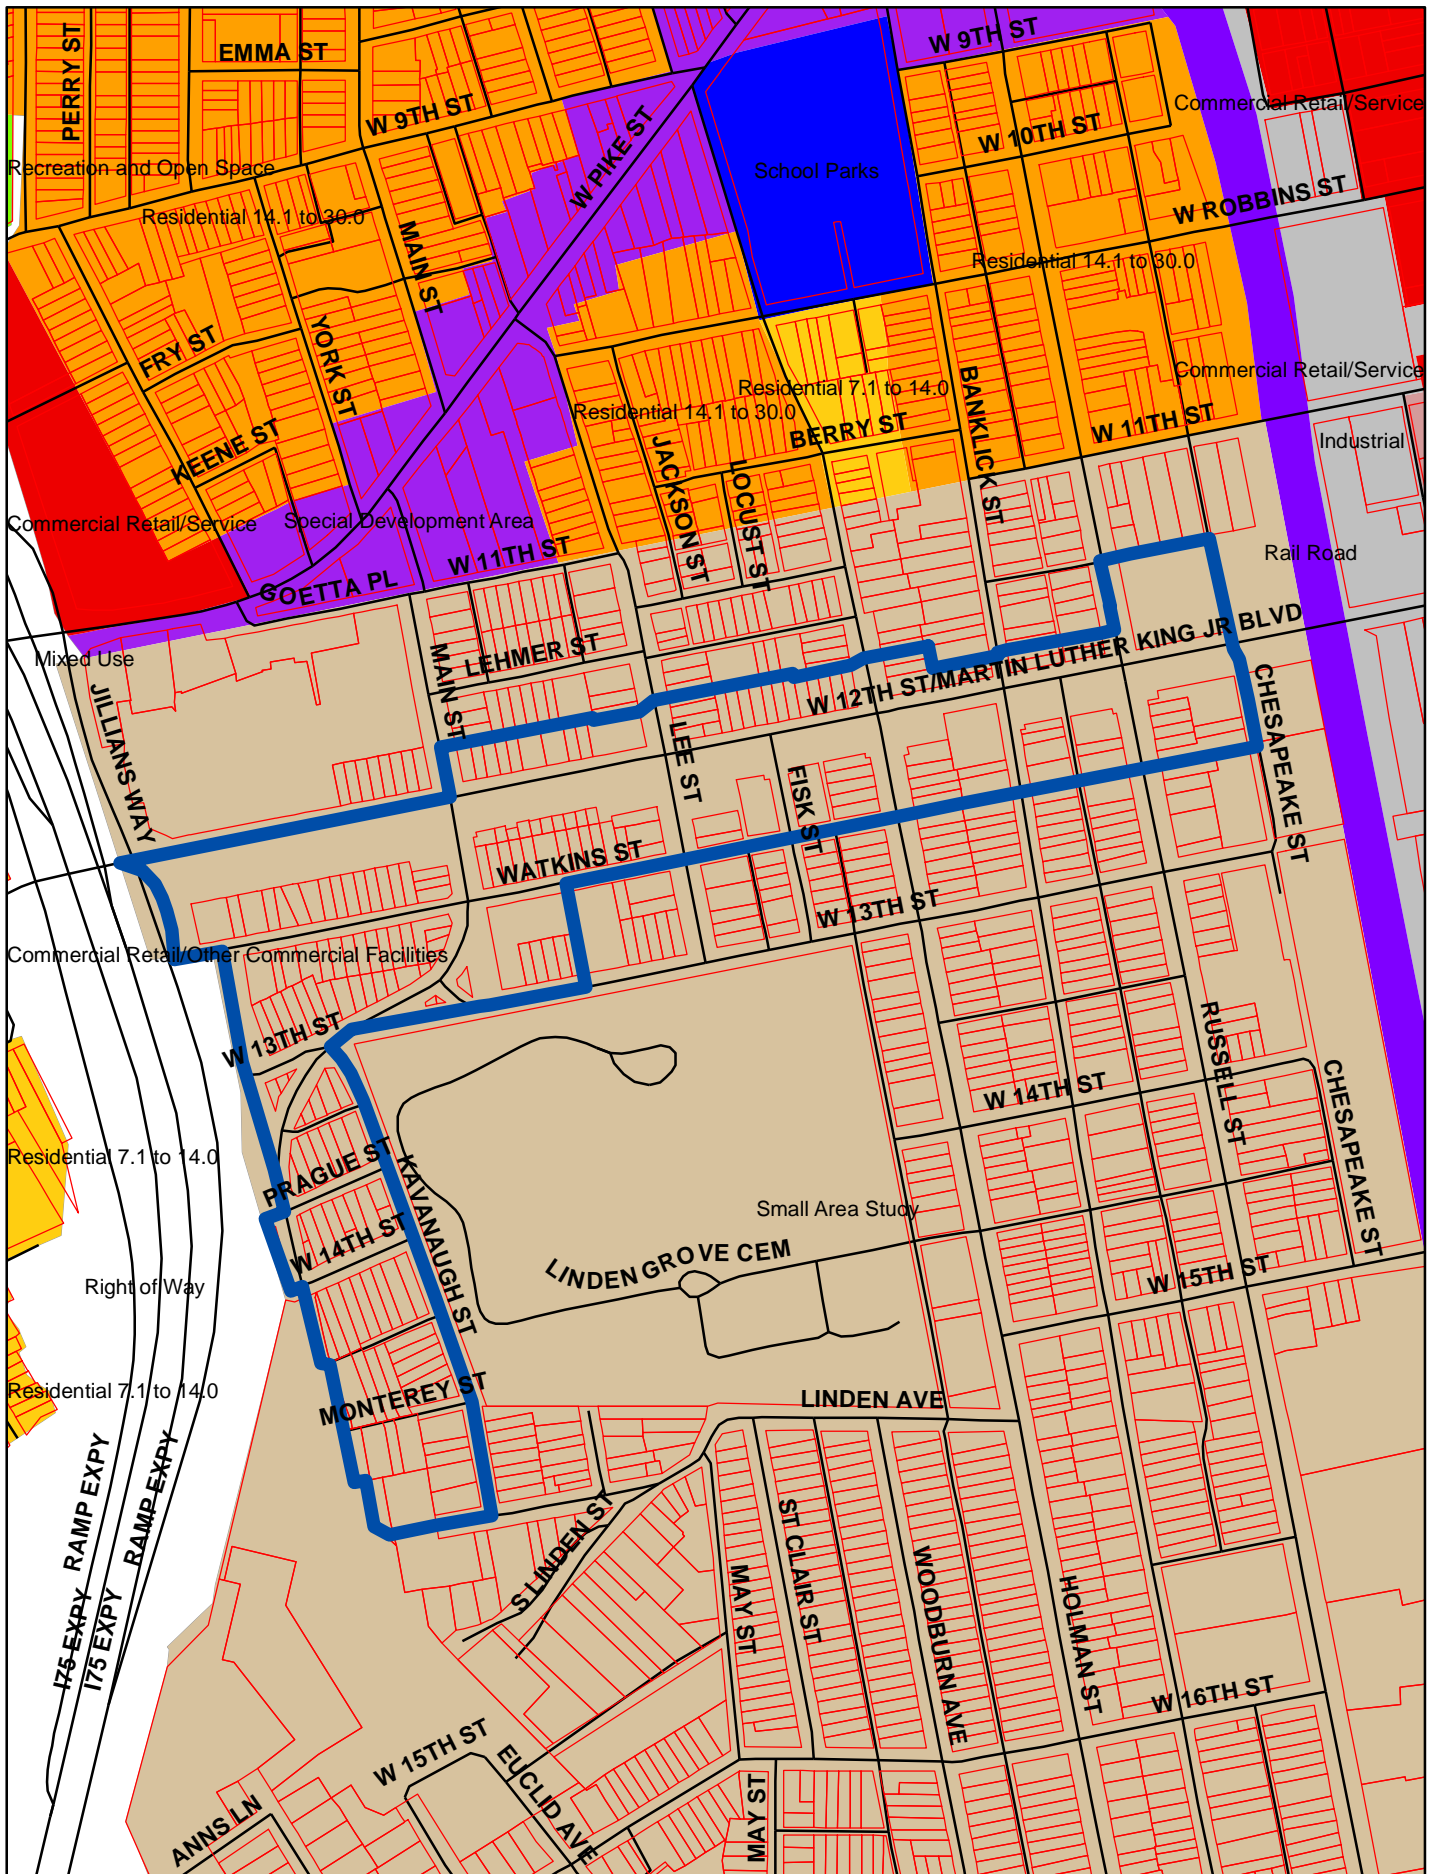 PERRY ST
EMMA ST
W 9TH ST
W 9TH ST
Commercial Retail/Service
W PIKE ST
W 10TH ST
Recreation and Open Space
School Parks
W ROBBINS ST
Residential 14.1 to 30.0
MAIN ST
Residential 14.1 to 30.0
FRY ST
YORK ST
Commercial Retail/Service
Residential 7.1 to 14.0
BANKLICK ST
Residential 14.1 to 30.0
BERRY ST
W 11TH ST
KEENE ST
Industrial
JACKSON ST
LOCUST ST
Commercial Retail/Service
Special Development Area
W 11TH ST
Rail Road
GOETTA PL
Mixed Use
MAIN ST
LEHMER ST
W 12TH ST/MARTIN LUTHER KING JR BLVD
JILLIANS WAY
LEE ST
FISK ST
CHESAPEAKE ST
WATKINS ST
W 13TH ST
Commercial Retail/Other Commercial Facilities
W 13TH ST
RUSSELL ST
W 14TH ST
CHESAPEAKE ST
Residential 7.1 to 14.0
PRAGUE ST
KAVANAUGH ST
Small Area Study
W 14TH ST
LINDEN GROVE CEM
W 15TH ST
Right of Way
Residential 7.1 to 14.0
MONTEREY ST
LINDEN AVE
RAMP EXPY
RAMP EXPY
S LINDEN ST
ST CLAIR ST
MAY ST
WOODBURN AVE
HOLMAN ST
I75 EXPY
I75 EXPY
W 16TH ST
W 15TH ST
EUCLID AVE
ANNS LN
MAY ST